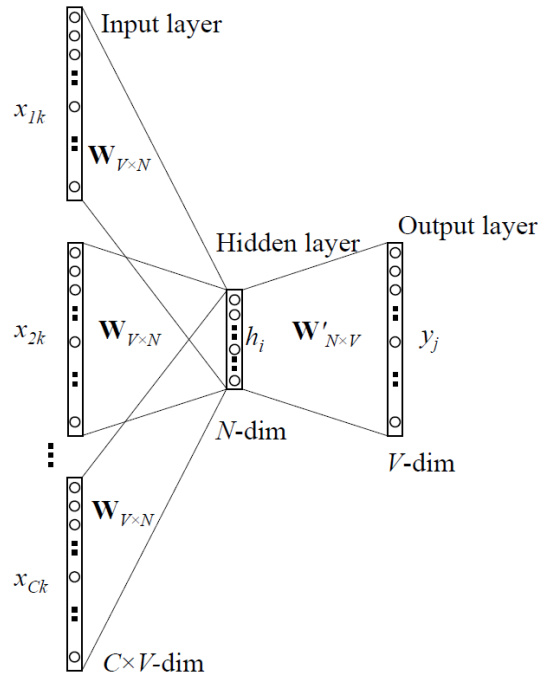 Input layer
x1k
WV×N
Hidden layer
Output layer
x2k
WV×N
hi
W'N×V
yj
N-dim
V-dim
WV×N
xCk
C×V-dim